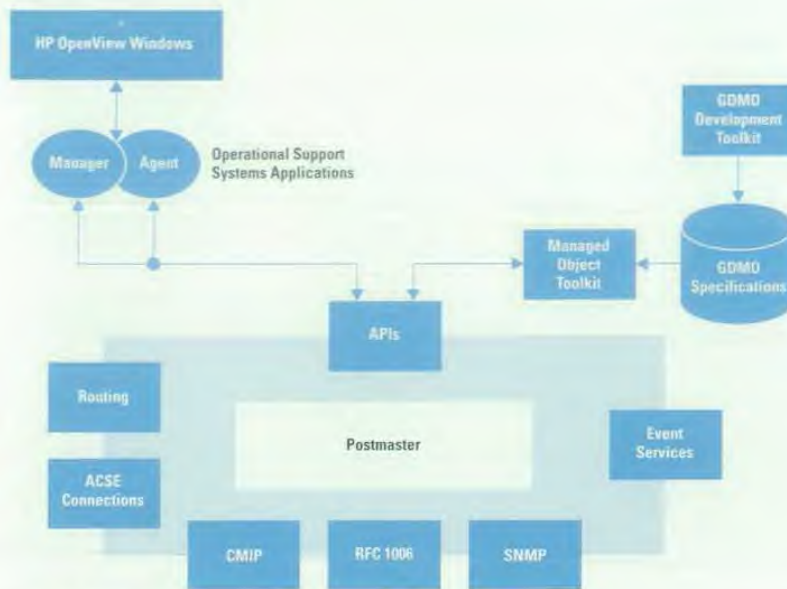 HP OpenView Windows
Manager
Agent
Operational Support
Systems Applications
GDMO
Development
Toolkit
Managed
Object
Toolkit
GDMO
Specifications
APIs
Routing
Postmaster
Event
Services
ACSE
Connections
CMIP
RFC 1006
SNMP